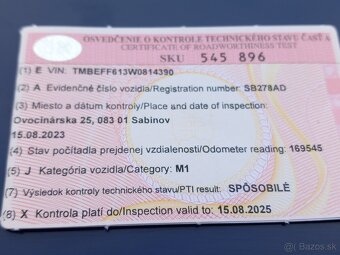 OSVEDČENIE O KONTROLE TECHNICKÉHO STAVU ČASŤ A
CERTIFICATE OF ROADWORTHINESS TEST
SKU 545 896
(1) E VIN: TMBEFF613W0814390
(2) A Evidenčné číslo vozidla/Registration number: SB278AD
(3) Miesto a dátum kontroly/Place and date of inspection:
Ovocinárska 25, 083 01 Sabinov
15.08.2023
(4) Stav počítadla prejdenej vzdialenosti/Odometer reading: 169545
(5) J Kategória vozidla/Category: M1
(7) Výsledok kontroly technického stavu/PTI result: SPÔSOBILÉ
(8) X Kontrola platí do/Inspection valid to: 15.08.2025
© bazos.sk